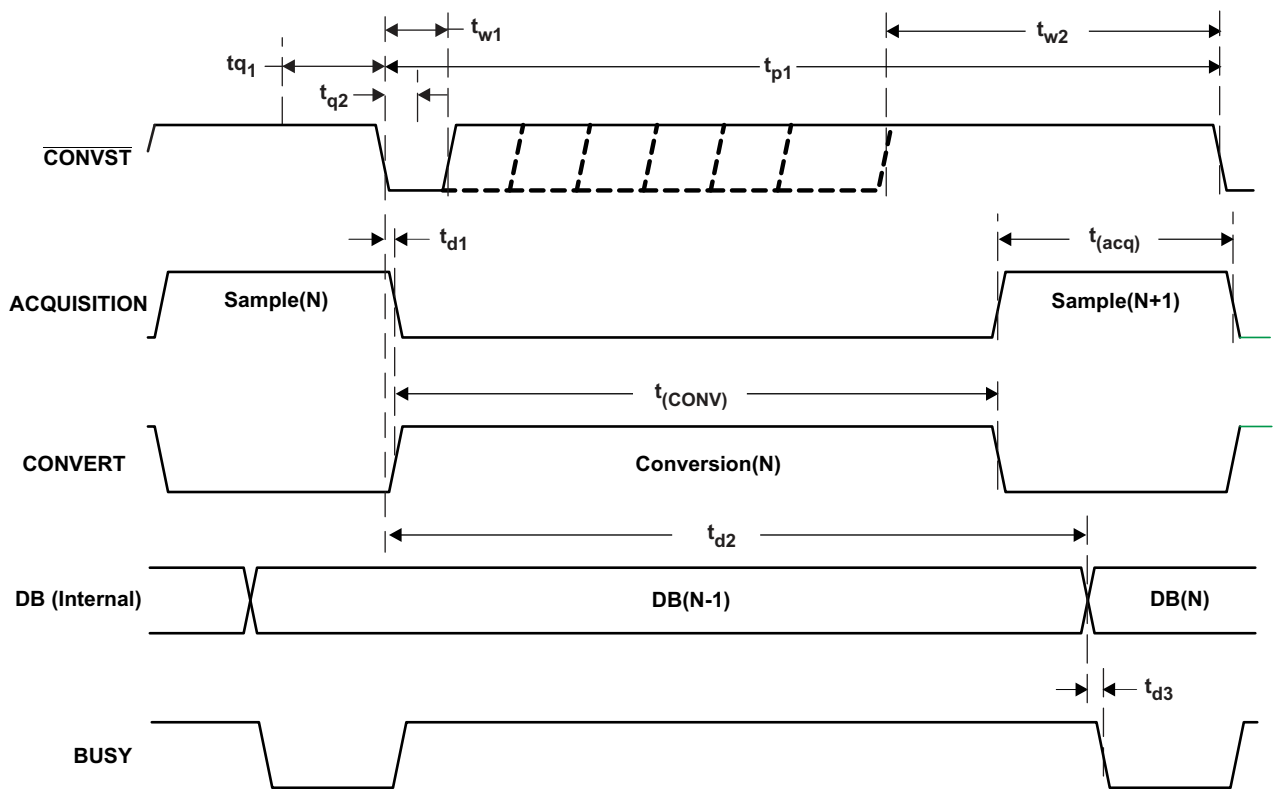 t_w1
t_w2
tq_1
t_p1
t_q2
CONVST
t_d1
t_(acq)
ACQUISITION
Sample(N)
Sample(N+1)
t_(CONV)
CONVERT
Conversion(N)
t_d2
DB (Internal)
DB(N-1)
DB(N)
t_d3
BUSY